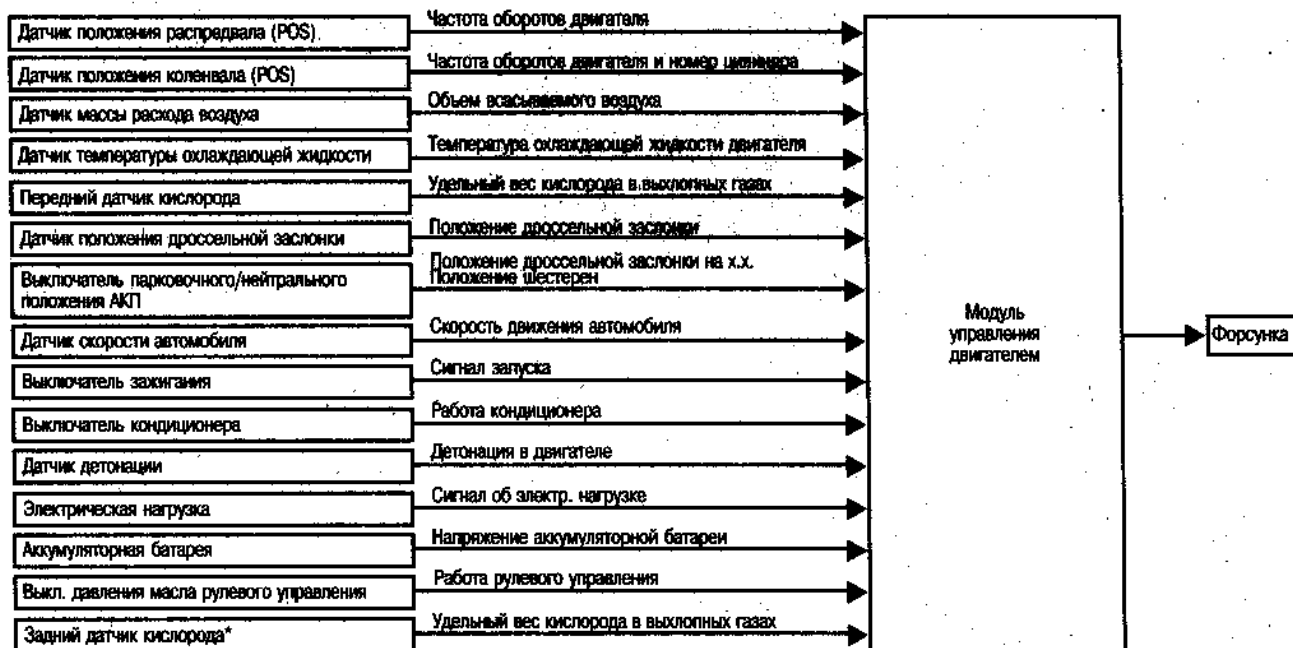 Датчик положения распредвала (POS)
Частота оборотов двигателя
Датчик положения коленвала (POS)
Частота оборотов двигателя и номер цилиндра
Датчик массы расхода воздуха
Объем всасываемого воздуха
Датчик температуры охлаждающей жидкости
Температура охлаждающей жидкости двигателя
Передний датчик кислорода
Удельный вес кислорода в выхлопных газах
Датчик положения дроссельной заслонки
Положение дроссельной заслонки
Выключатель парковочного/нейтрального
положения АКП
Положение дроссельной заслонки на х.х.
Положение шестерен
Датчик скорости автомобиля
Скорость движения автомобиля
Выключатель зажигания
Сигнал запуска
Выключатель кондиционера
Работа кондиционера
Датчик детонации
Детонация в двигателе
Электрическая нагрузка
Сигнал об электр. нагрузке
Аккумуляторная батарея
Напряжение аккумуляторной батареи
Выкл. давления масла рулевого управления
Работа рулевого управления
Задний датчик кислорода*
Удельный вес кислорода в выхлопных газах
Модуль
управления
двигателем
Форсунка